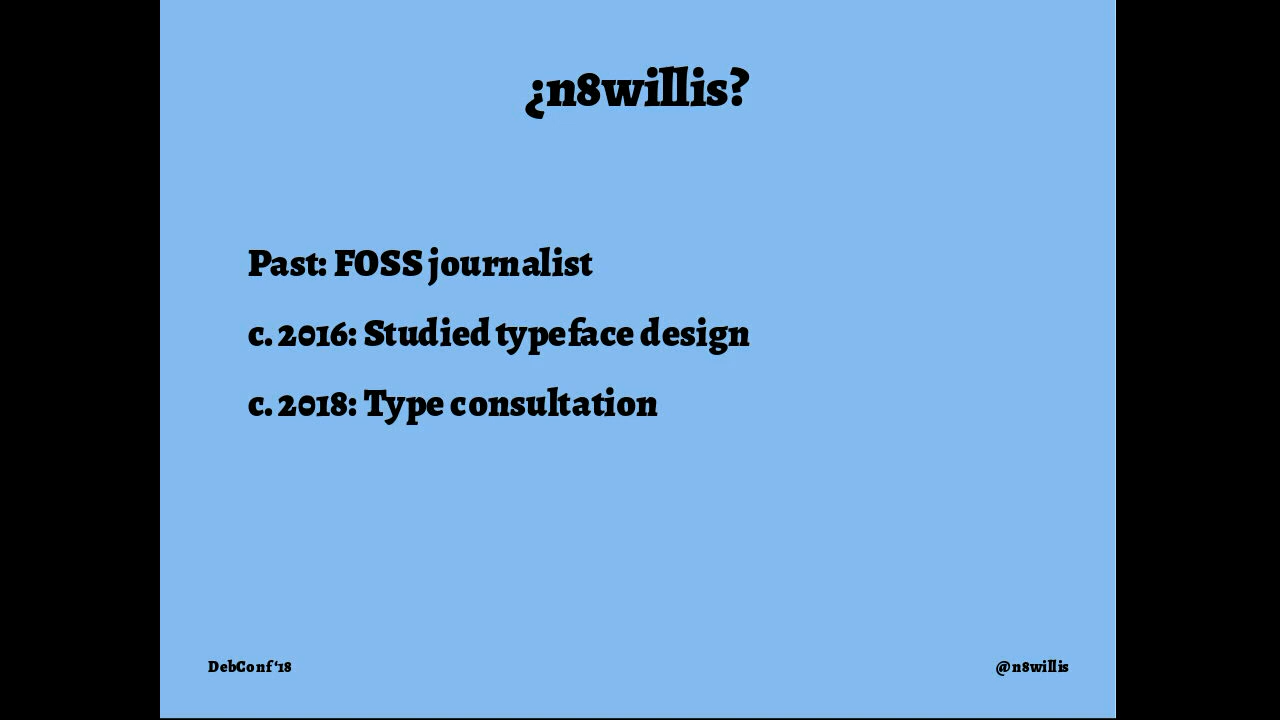 ¿n8willis?
Past: FOSS journalist
c. 2016: Studied typeface design
c. 2018: Type consultation
DebConf ‘18
@n8willis